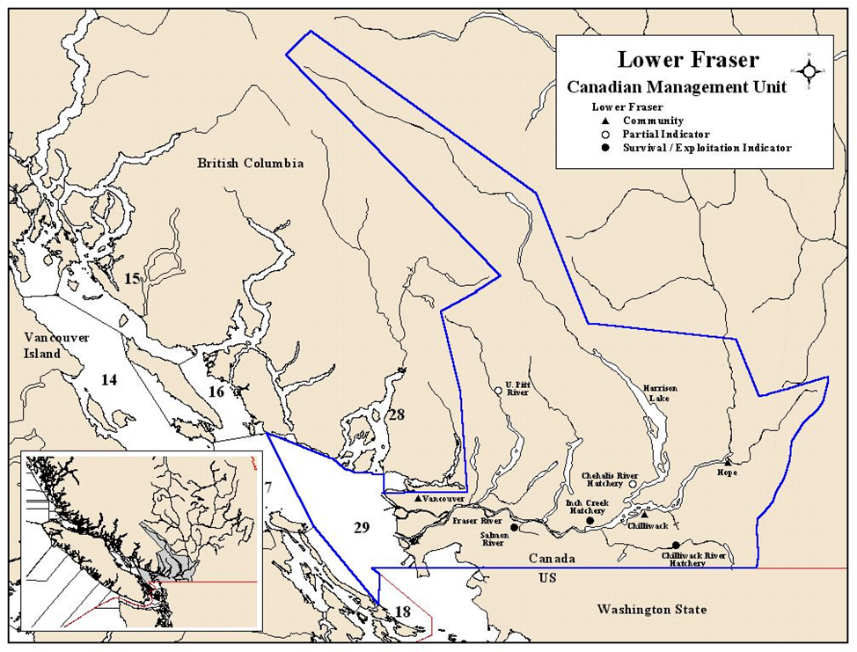 Lower Fraser
Canadian Management Unit
Lower Fraser
Community
Partial Indicator
Survival / Exploitation Indicator
British Columbia
15
Vancouver
Island
14
16
28
U. Pitt
River
Harrison
Lake
Chehalis River
Hatchery
Hope
7
Vancouver
29
Inch Creek
Hatchery
Fraser River
Salmon
River
Chilliwack
Chilliwack River
Hatchery
Canada
US
18
Washington State